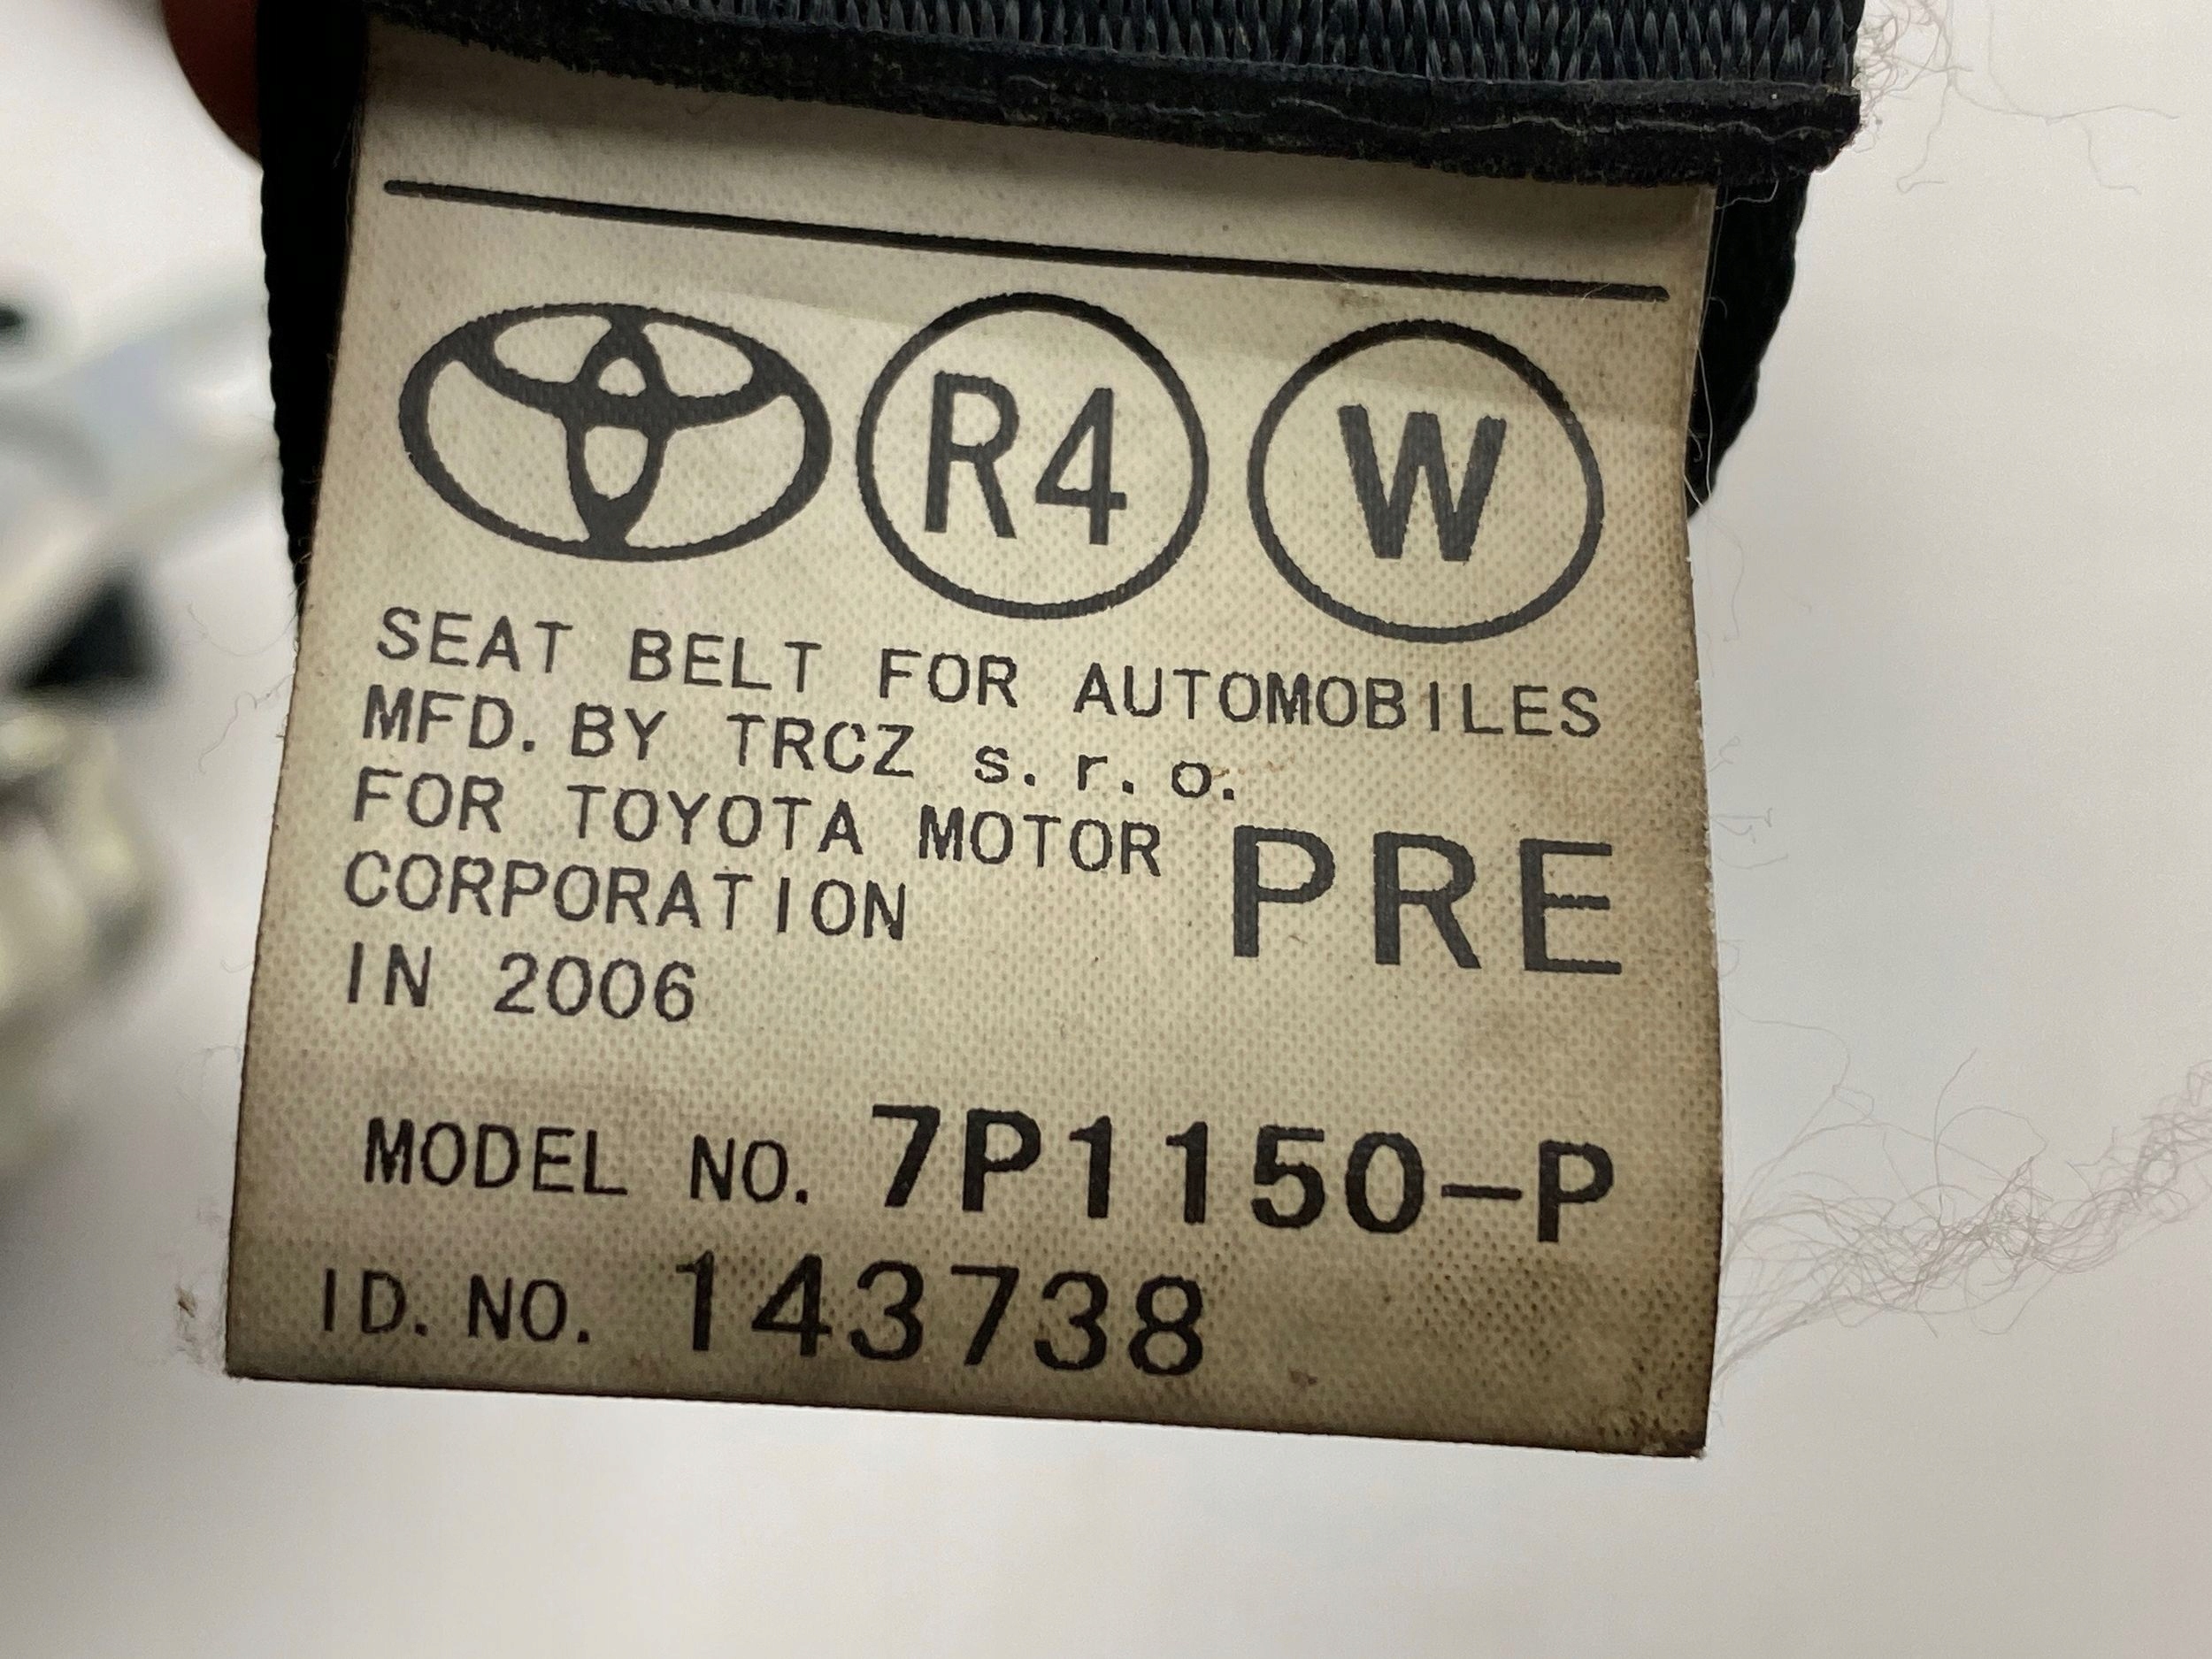 R4 W
SEAT BELT FOR AUTOMOBILES
MFD. BY TRCZ s.r.o.
FOR TOYOTA MOTOR
CORPORATION
PRE
IN 2006
MODEL NO. 7P1150-P
ID. NO. 143738